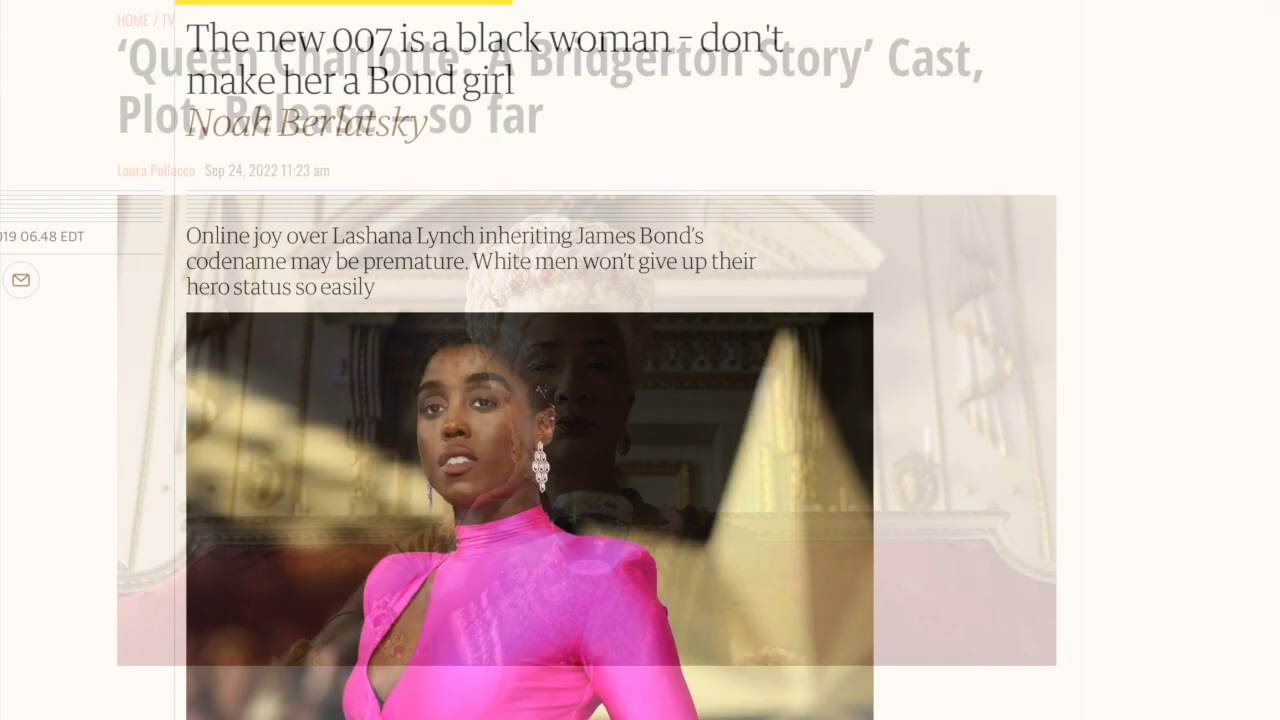 HOME / TV
‘Queen Charlotte: A Bridgerton Story’ Cast,
Plot, Release – so far
Laura Pollacco Sep 24, 2022 11:23 am
The new 007 is a black woman – don't
make her a Bond girl
Noah Berlatsky
019 06.48 EDT
Online joy over Lashana Lynch inheriting James Bond’s
codename may be premature. White men won’t give up their
hero status so easily